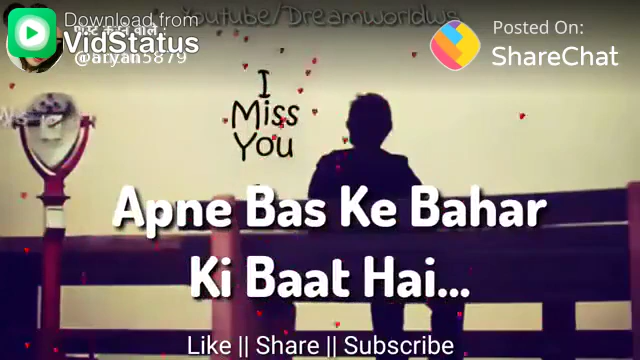 Youtube/Dreamworldws
Download from
VidStatus
@aryan5879
Posted On:
ShareChat
I
Miss
You
Apne Bas Ke Bahar
Ki Baat Hai...
Like || Share || Subscribe